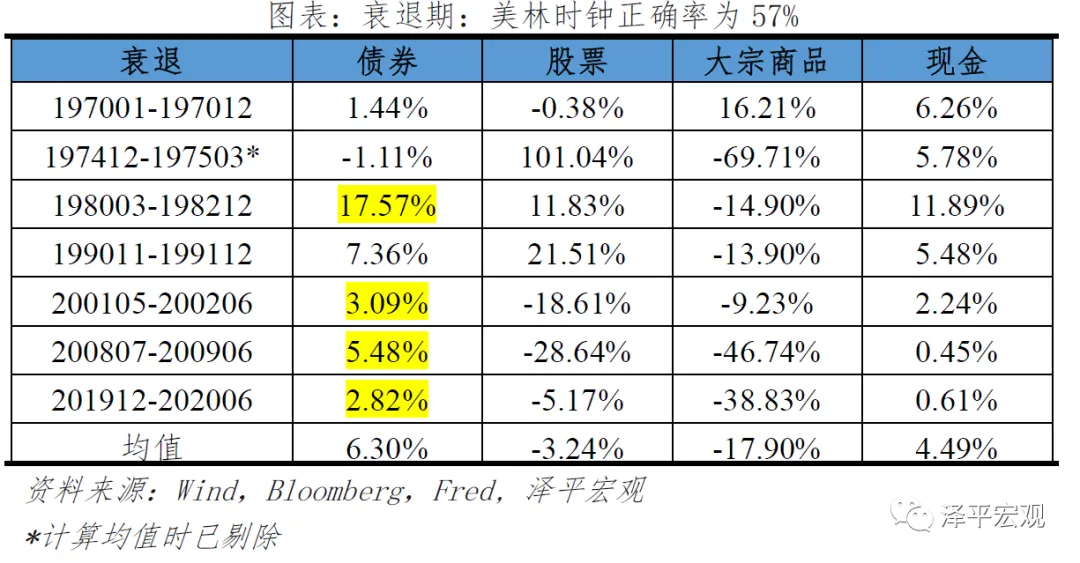 图表：衰退期：美林时钟正确率为57%
衰退 债券 股票 大宗商品 现金
197001-197012 1.44% -0.38% 16.21% 6.26%
197412-197503* -1.11% 101.04% -69.71% 5.78%
198003-198212 17.57% 11.83% -14.90% 11.89%
199011-199112 7.36% 21.51% -13.90% 5.48%
200105-200206 3.09% -18.61% -9.23% 2.24%
200807-200906 5.48% -28.64% -46.74% 0.45%
201912-202006 2.82% -5.17% -38.83% 0.61%
均值 6.30% -3.24% -17.90% 4.49%
资料来源：Wind，Bloomberg，Fred，泽平宏观
*计算均值时已剔除
泽平宏观